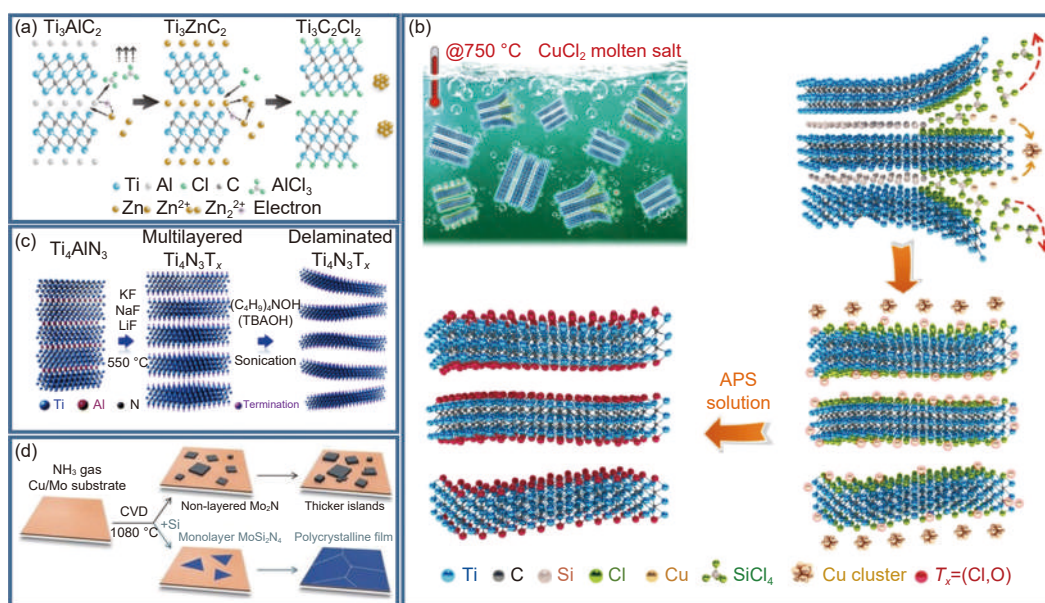 (a)
Ti₃AlC₂ Ti₃ZnC₂ Ti₃C₂Cl₂
Ti Al Cl C AlCl₃
Zn Zn²⁺ Zn₂²⁺ Electron
(b)
@750 °C CuCl₂ molten salt
APS
solution
Ti C Si Cl Cu SiCl₄ Cu cluster Tₓ=(Cl,O)
(c)
Ti₄AlN₃
Multilayered
Ti₄N₃Tₓ
Delaminated
Ti₄N₃Tₓ
KF
NaF
LiF
550 °C
(C₄H₉)₄NOH
(TBAOH)
Sonication
Ti Al N Termination
(d)
NH₃ gas
Cu/Mo substrate
CVD
1080 °C
+Si
Non-layered Mo₂N
Thicker islands
Monolayer MoSi₂N₄
Polycrystalline film